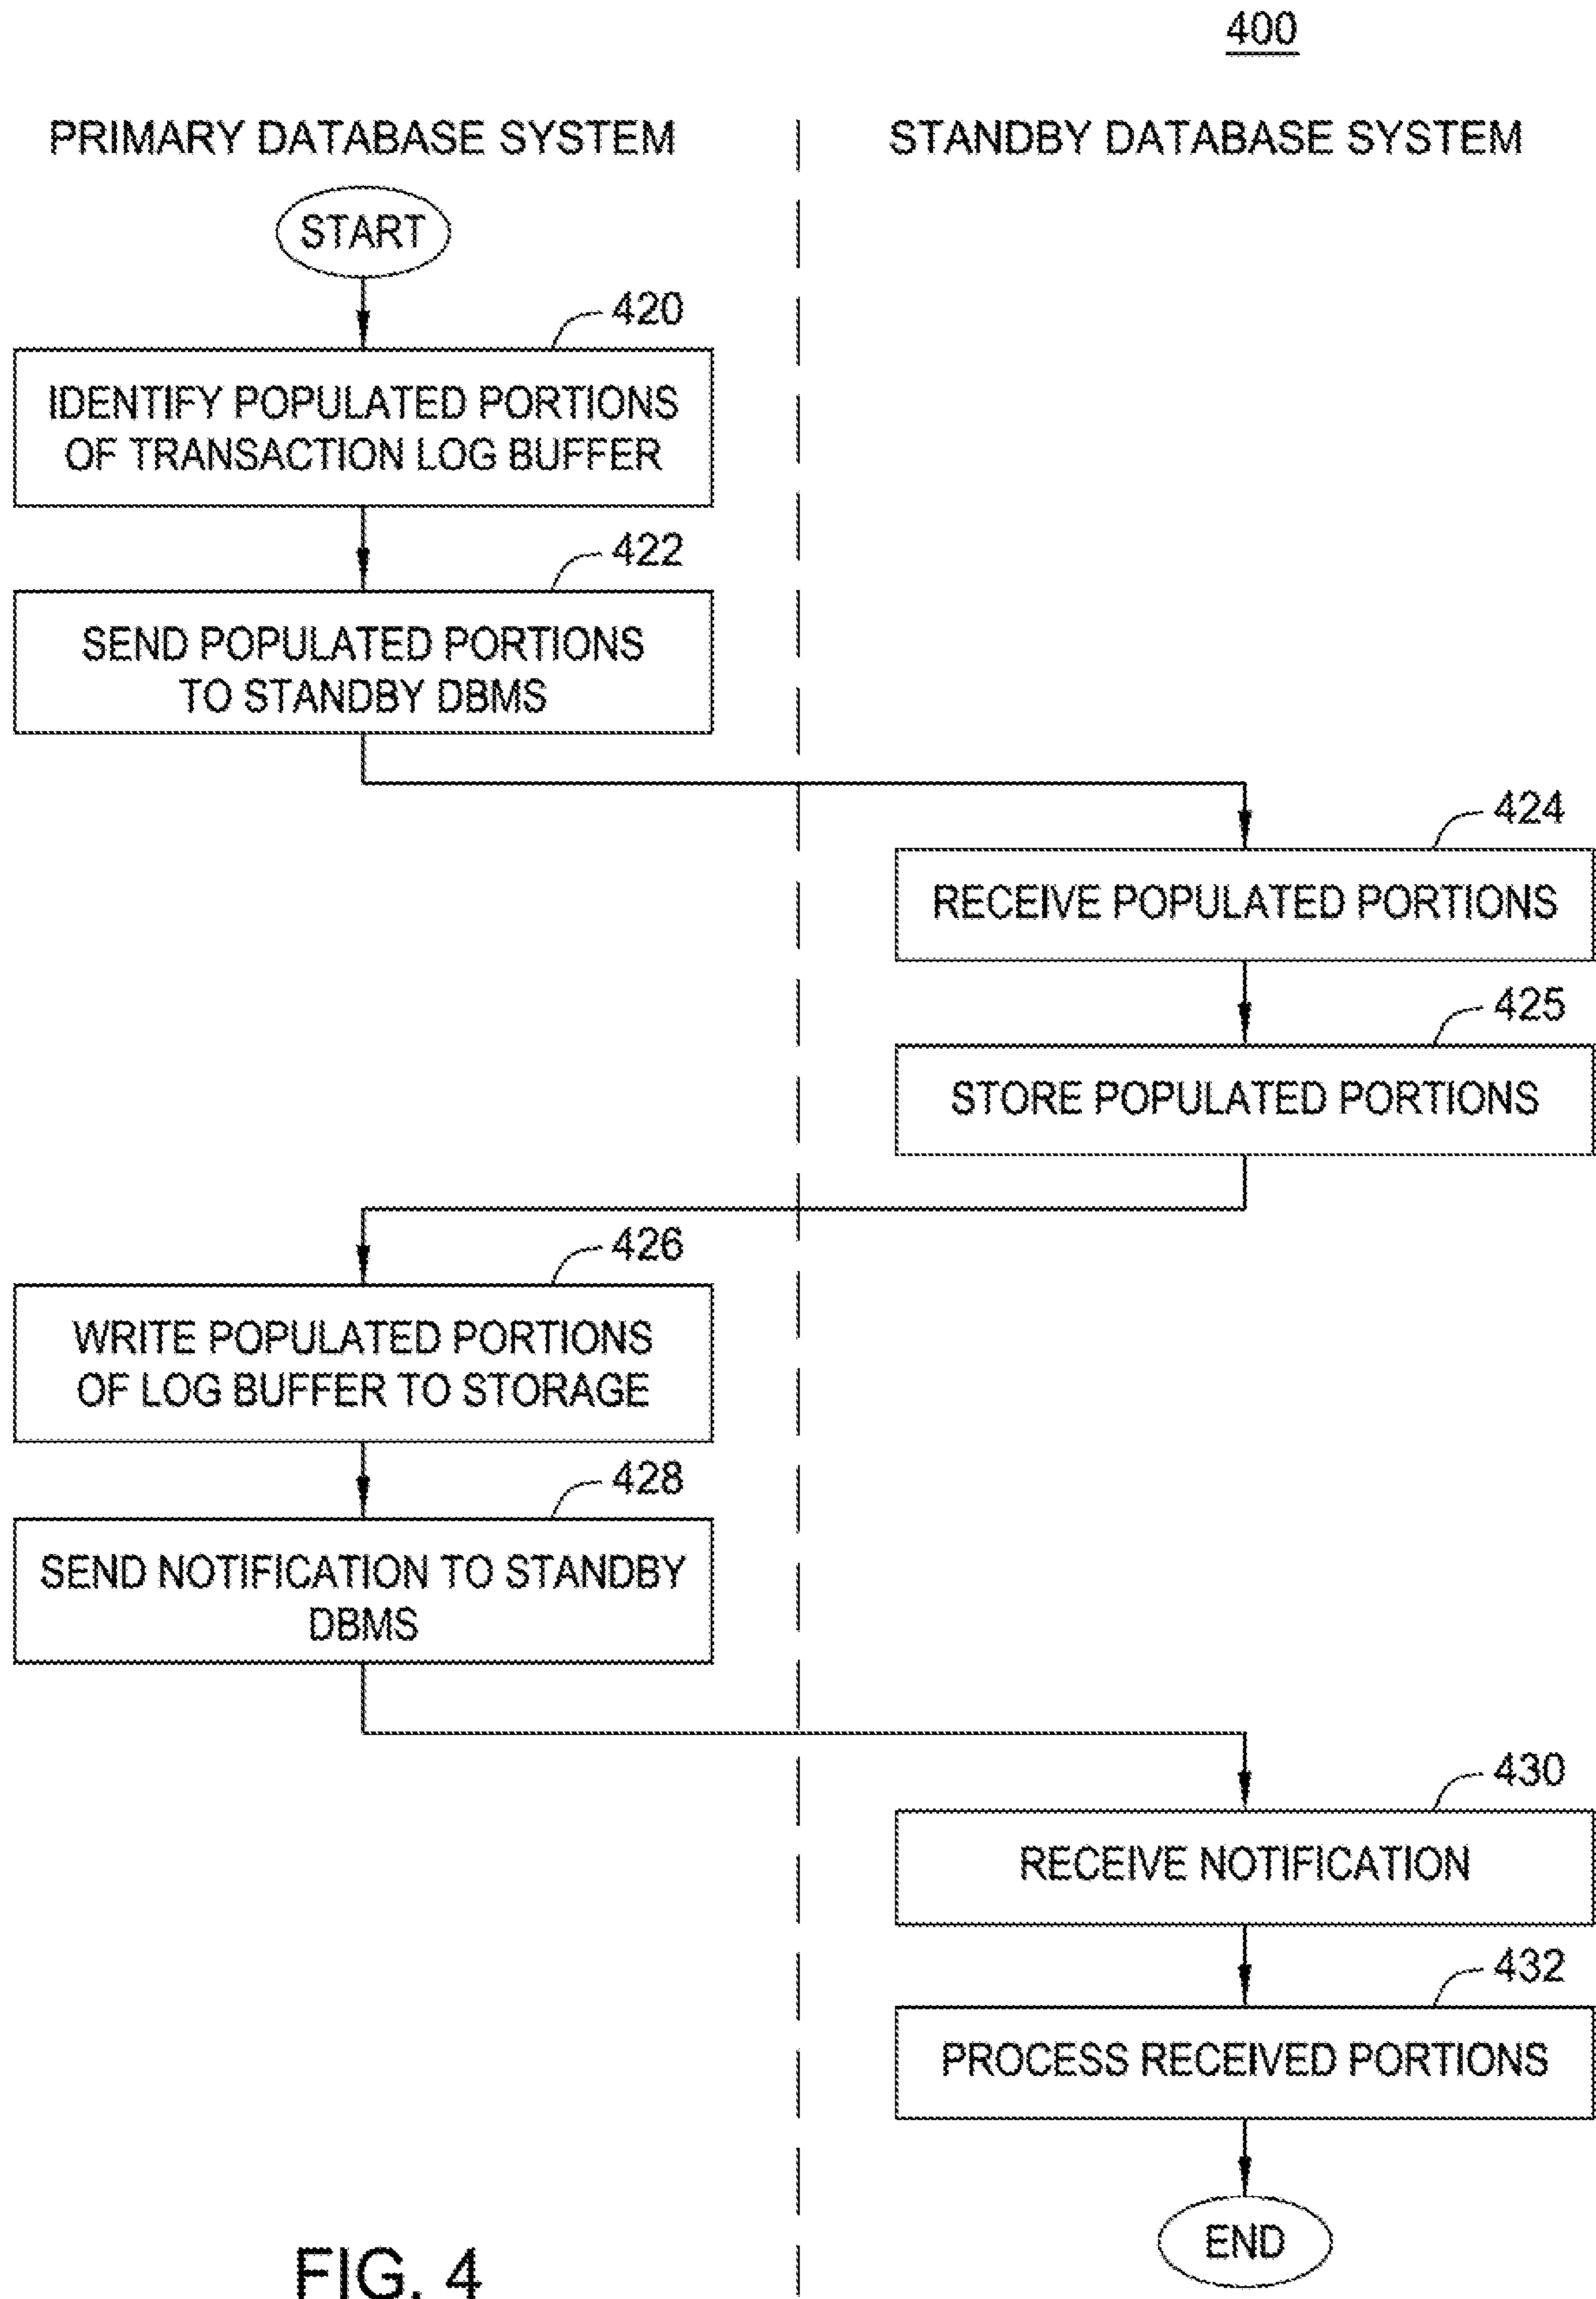 400
PRIMARY DATABASE SYSTEM
STANDBY DATABASE SYSTEM
START
420
IDENTIFY POPULATED PORTIONS
OF TRANSACTION LOG BUFFER
422
SEND POPULATED PORTIONS
TO STANDBY DBMS
424
RECEIVE POPULATED PORTIONS
425
STORE POPULATED PORTIONS
426
WRITE POPULATED PORTIONS
OF LOG BUFFER TO STORAGE
428
SEND NOTIFICATION TO STANDBY
DBMS
430
RECEIVE NOTIFICATION
432
PROCESS RECEIVED PORTIONS
END
FIG. 4